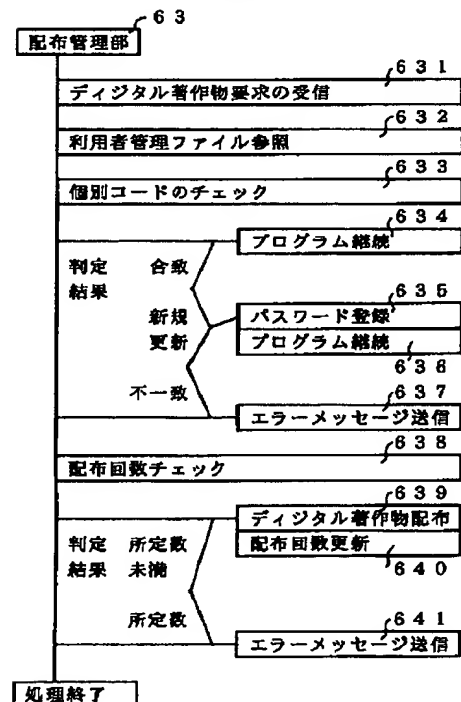 63
配布管理部
631
ディジタル著作物要求の受信
632
利用者管理ファイル参照
633
個別コードのチェック
634
プログラム継続
判定 合致
結果
635
新規 パスワード登録
更新 プログラム継続
636
637
不一致
エラーメッセージ送信
638
配布回数チェック
639
ディジタル著作物配布
判定 所定数 配布回数更新
結果 未満
640
所定数
641
エラーメッセージ送信
処理終了